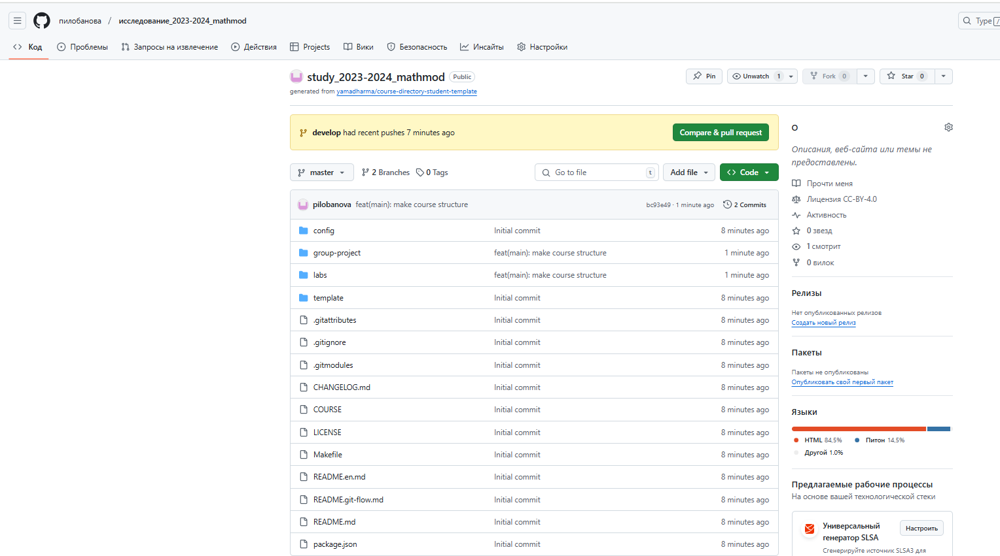 пилобанова / исследование_2023-2024_mathmod
Type /
Код Проблемы Запросы на извлечение Действия Projects Вики Безопасность Инсайты Настройки
study_2023-2024_mathmod Public
Pin Unwatch 1 Fork 0 Star 0
generated from yamadharma/course-directory-student-template
develop had recent pushes 7 minutes ago
Compare & pull request
master 2 Branches 0 Tags Go to file t Add file Code
pilobanova feat(main): make course structure bc93e49 · 1 minute ago 2 Commits
config Initial commit 8 minutes ago
group-project feat(main): make course structure 1 minute ago
labs feat(main): make course structure 1 minute ago
template Initial commit 8 minutes ago
.gitattributes Initial commit 8 minutes ago
.gitignore Initial commit 8 minutes ago
.gitmodules Initial commit 8 minutes ago
CHANGELOG.md Initial commit 8 minutes ago
COURSE Initial commit 8 minutes ago
LICENSE Initial commit 8 minutes ago
Makefile Initial commit 8 minutes ago
README.en.md Initial commit 8 minutes ago
README.git-flow.md Initial commit 8 minutes ago
README.md Initial commit 8 minutes ago
package.json Initial commit 8 minutes ago
О
Описания, веб-сайта или темы не
предоставлены.
Прочти меня
Лицензия CC-BY-4.0
Активность
0 звезд
1 смотрит
0 вилок
Релизы
Нет опубликованных релизов
Создать новый релиз
Пакеты
Пакеты не опубликованы
Опубликовать свой первый пакет
Языки
HTML 84,5% Питон 14,5%
Другой 1.0%
Предлагаемые рабочие процессы
На основе вашей технологической стеки
Универсальный
генератор SLSA
Настроить
Сгенерируйте источник SLSA3 для